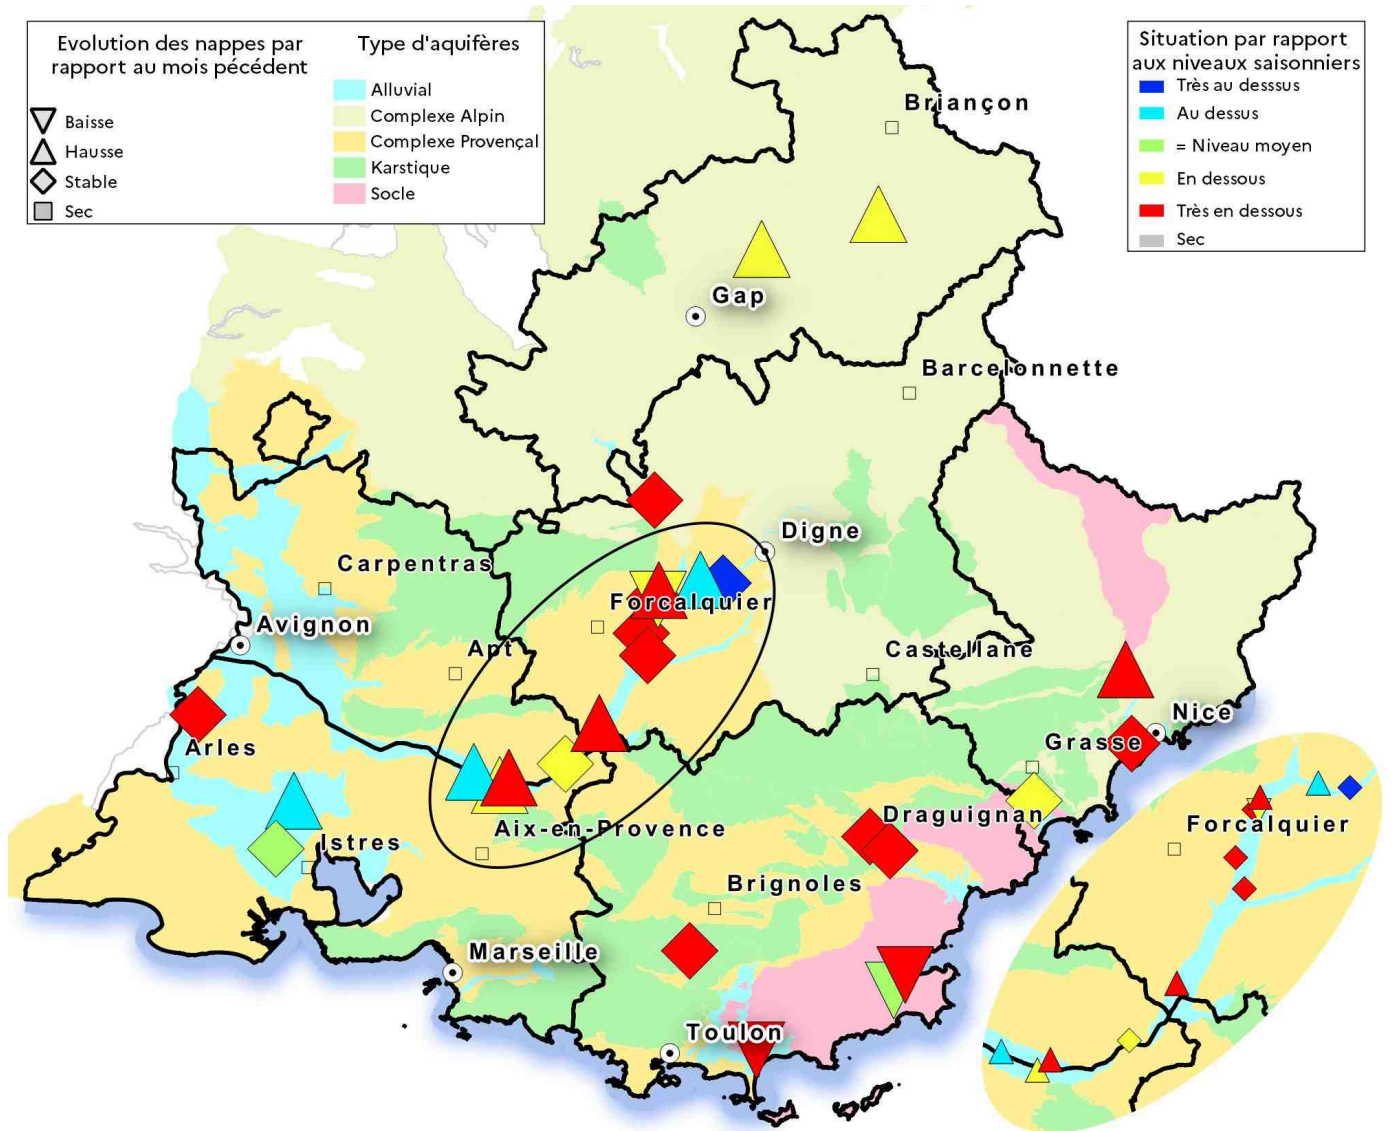 Evolution des nappes par
rapport au mois pécédent
Baisse
Hausse
Stable
Sec
Type d'aquifères
Alluvial
Complexe Alpin
Complexe Provençal
Karstique
Socle
Situation par rapport
aux niveaux saisonniers
Très au desssus
Au dessus
= Niveau moyen
En dessous
Très en dessous
Sec
Briançon
Gap
Barcelonnette
Digne
Carpentras
Forcalquier
Avignon
Apt
Castellane
Nice
Arles
Grasse
Draguignan
Aix-en-Provence
Istres
Forcalquier
Brignoles
Marseille
Toulon